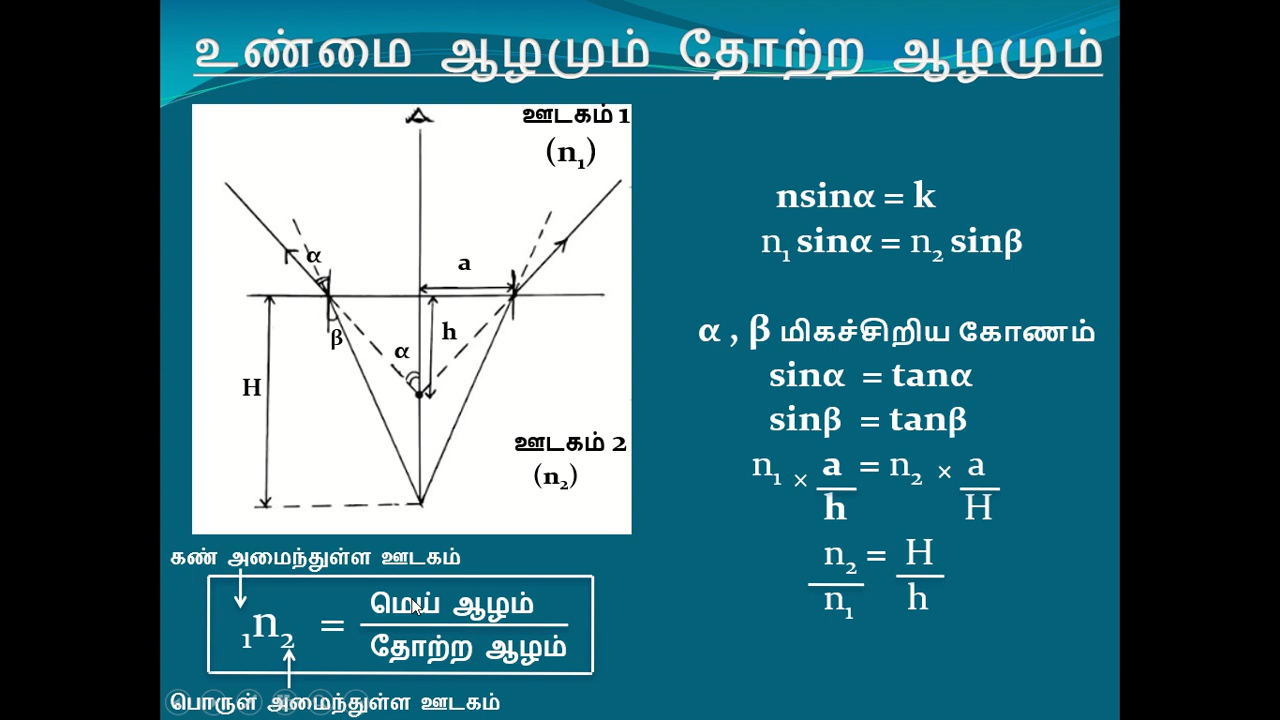 உண்மை ஆழமும் தோற்ற ஆழமும்
ஊடகம் 1
(n₁)
α
a
β
α
h
H
ஊடகம் 2
(n₂)
கண் அமைந்துள்ள ஊடகம்
₁n₂ = மெய் ஆழம்
தோற்ற ஆழம்
பொருள் அமைந்துள்ள ஊடகம்
nsinα = k
n₁ sinα = n₂ sinβ
α , β மிகச்சிறிய கோணம்
sinα = tanα
sinβ = tanβ
n₁ × a = n₂ × a
h H
n₂ = H
n₁ h